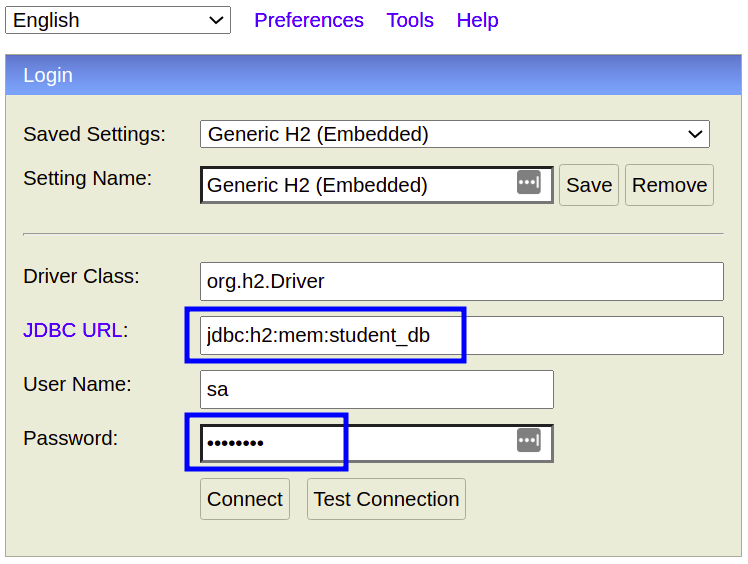 English Preferences Tools Help
Login
Saved Settings: Generic H2 (Embedded)
Setting Name: Generic H2 (Embedded) Save Remove
Driver Class: org.h2.Driver
JDBC URL: jdbc:h2:mem:student_db
User Name: sa
Password: ••••••••
Connect Test Connection